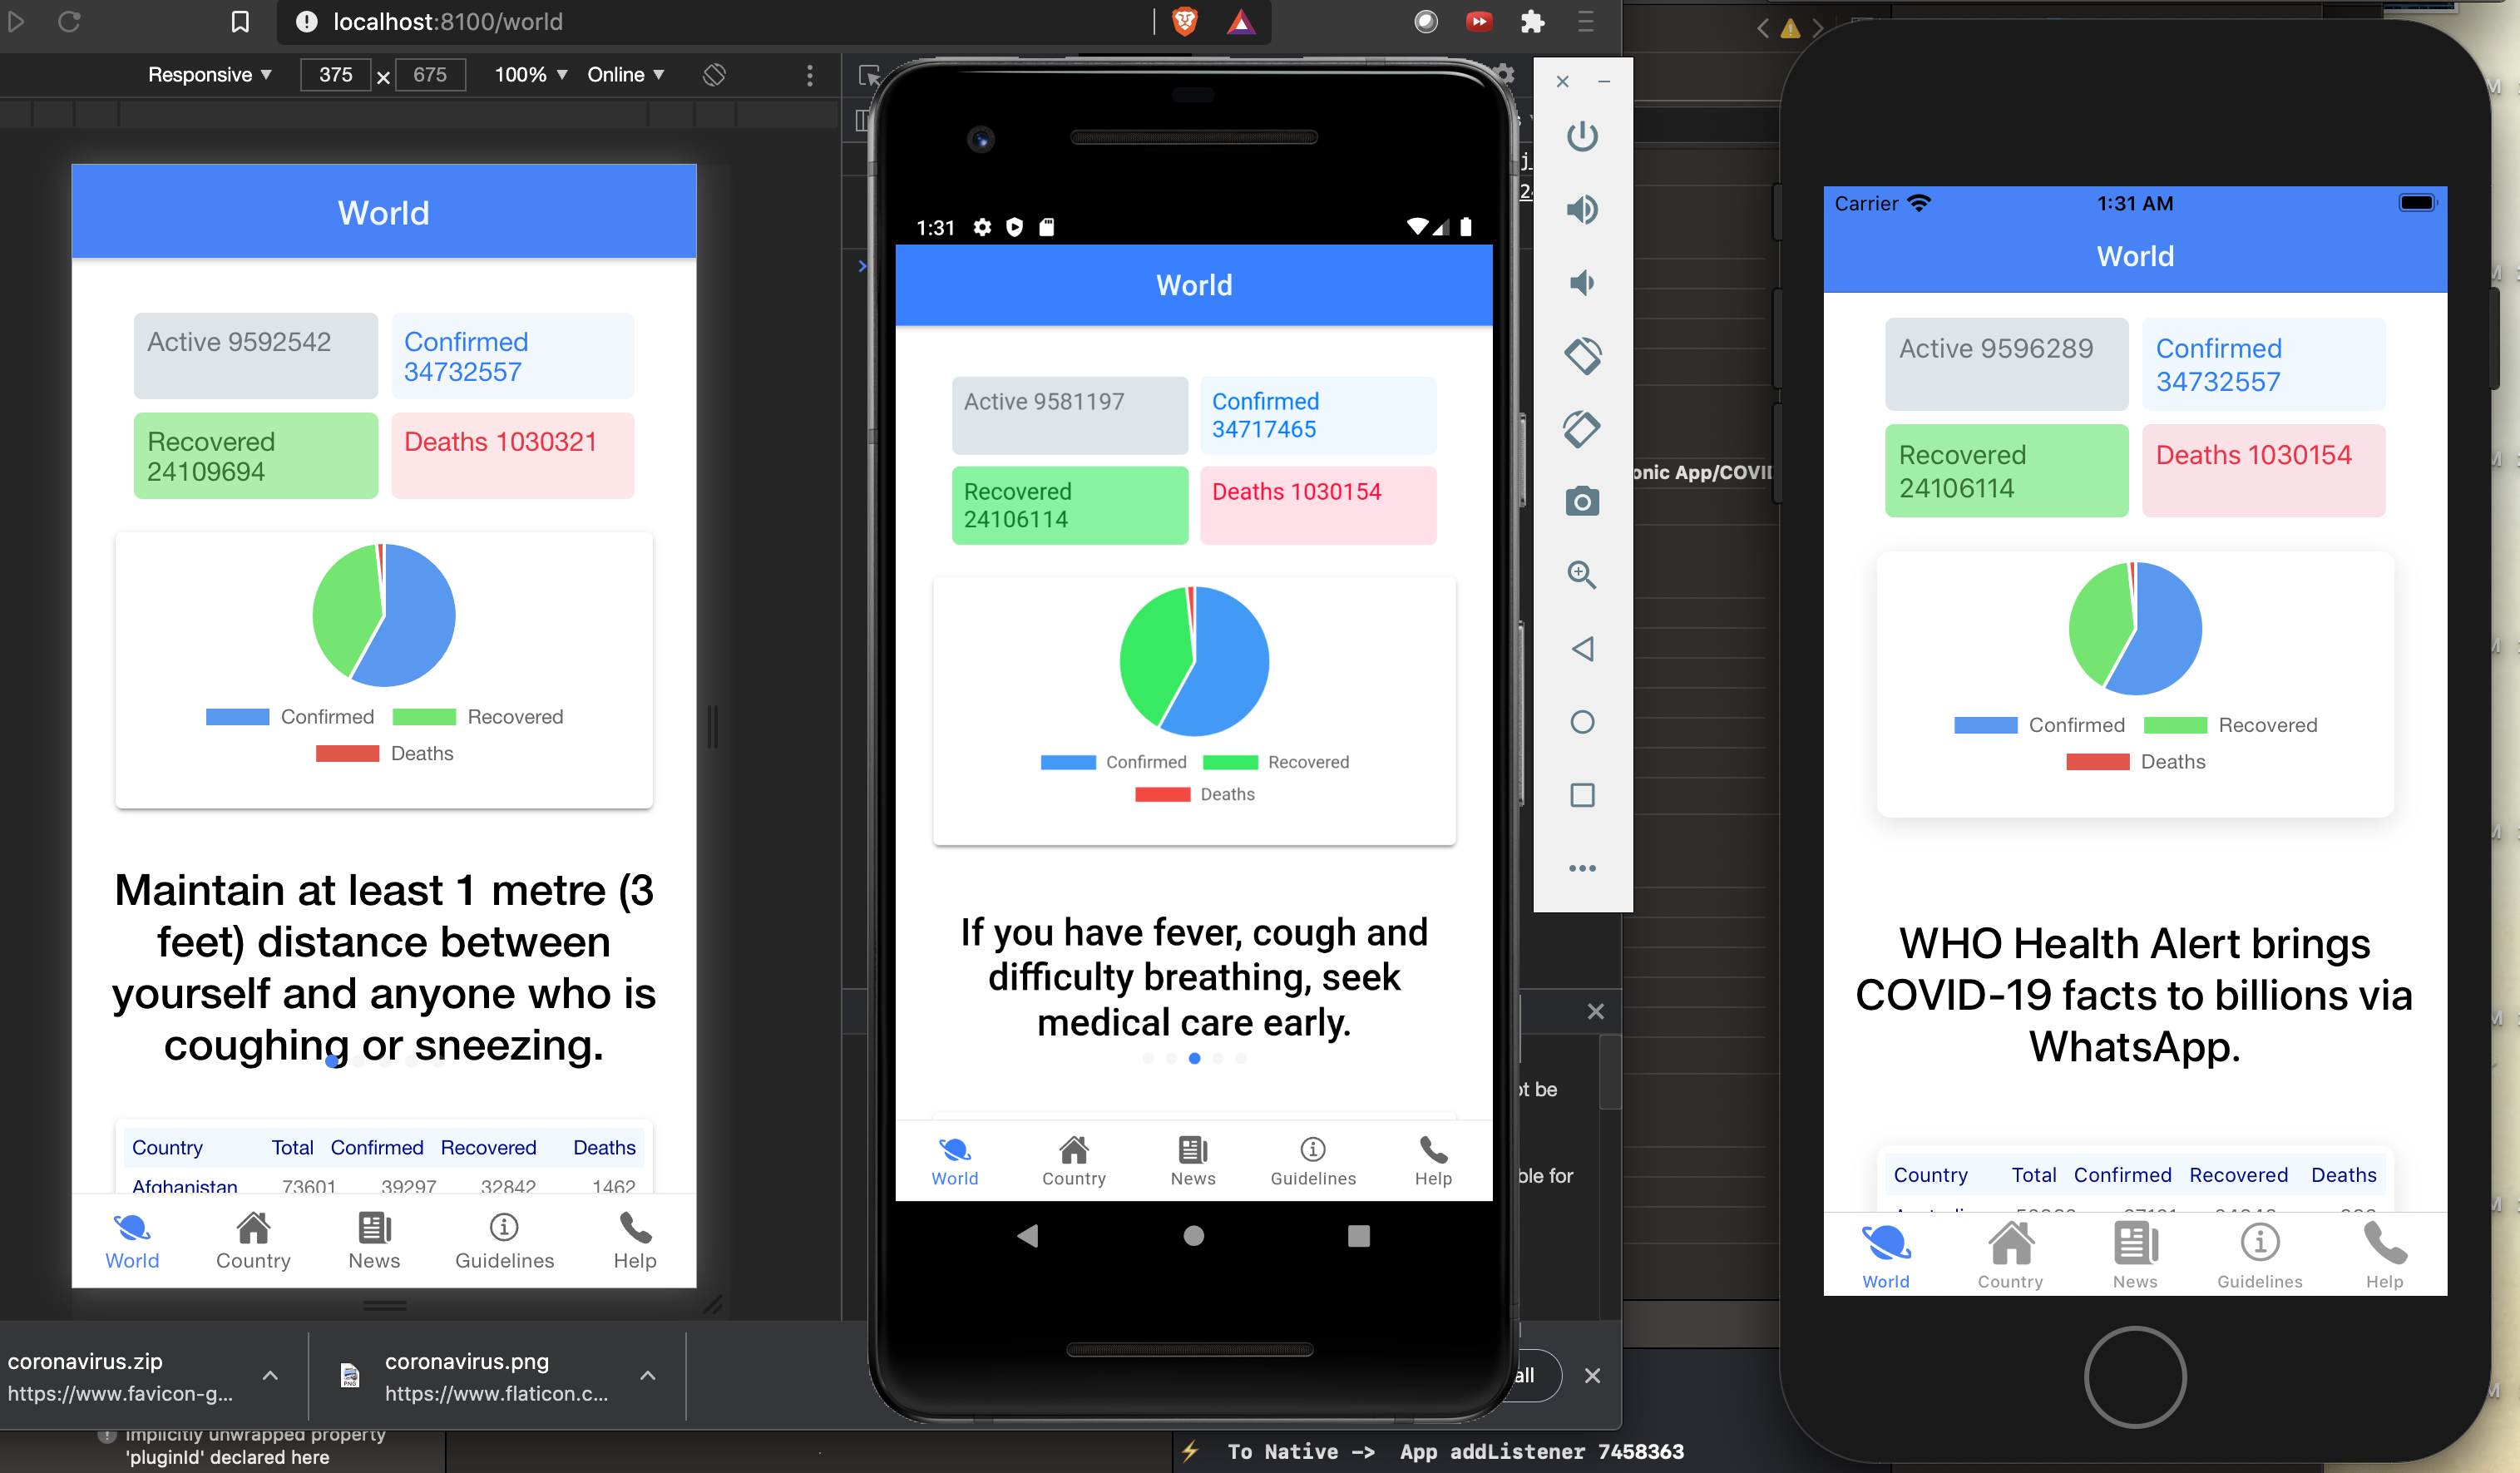 localhost:8100/world
Responsive ▼ 375 × 675 100% ▼ Online ▼
World
Active 9592542
Confirmed
34732557
Recovered
24109694
Deaths 1030321
Confirmed
Recovered
Deaths
Maintain at least 1 metre (3
feet) distance between
yourself and anyone who is
coughing or sneezing.
Country Total Confirmed Recovered Deaths
Afghanistan 73601 39297 32842 1462
World
Country
News
Guidelines
Help
coronavirus.zip
https://www.favicon-g...
coronavirus.png
https://www.flaticon.c...
implicitly unwrapped property
'pluginId' declared here
1:31
World
Active 9581197
Confirmed
34717465
Recovered
24106114
Deaths 1030154
Confirmed
Recovered
Deaths
If you have fever, cough and
difficulty breathing, seek
medical care early.
World
Country
News
Guidelines
Help
onic App/COVID
be
ble for
all
⚡ To Native -> App addListener 7458363
Carrier
1:31 AM
World
Active 9596289
Confirmed
34732557
Recovered
24106114
Deaths 1030154
Confirmed
Recovered
Deaths
WHO Health Alert brings
COVID-19 facts to billions via
WhatsApp.
Country Total Confirmed Recovered Deaths
World
Country
News
Guidelines
Help